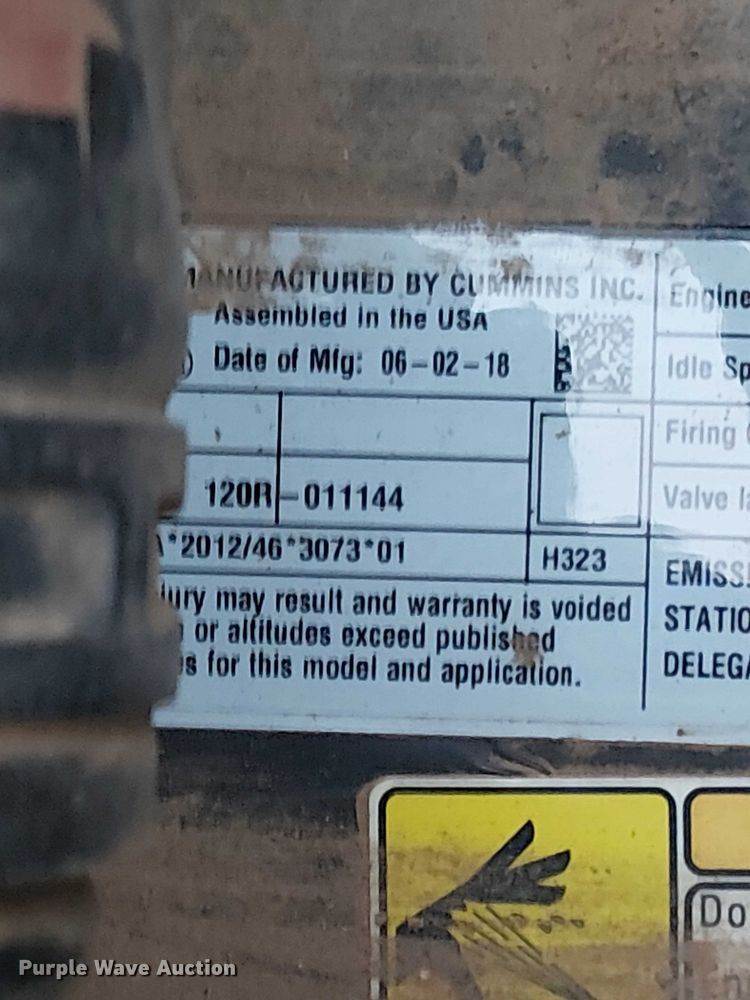 MANUFACTURED BY CUMMINS INC.
Assembled in the USA
) Date of Mfg: 06-02-18
120R-011144
*2012/46*3073*01
H323
jury may result and warranty is voided
or altitudes exceed published
s for this model and application.
Engine
Idle Sp
Firing
Valve la
EMISS
STATIO
DELEGA
Do
Purple Wave Auction